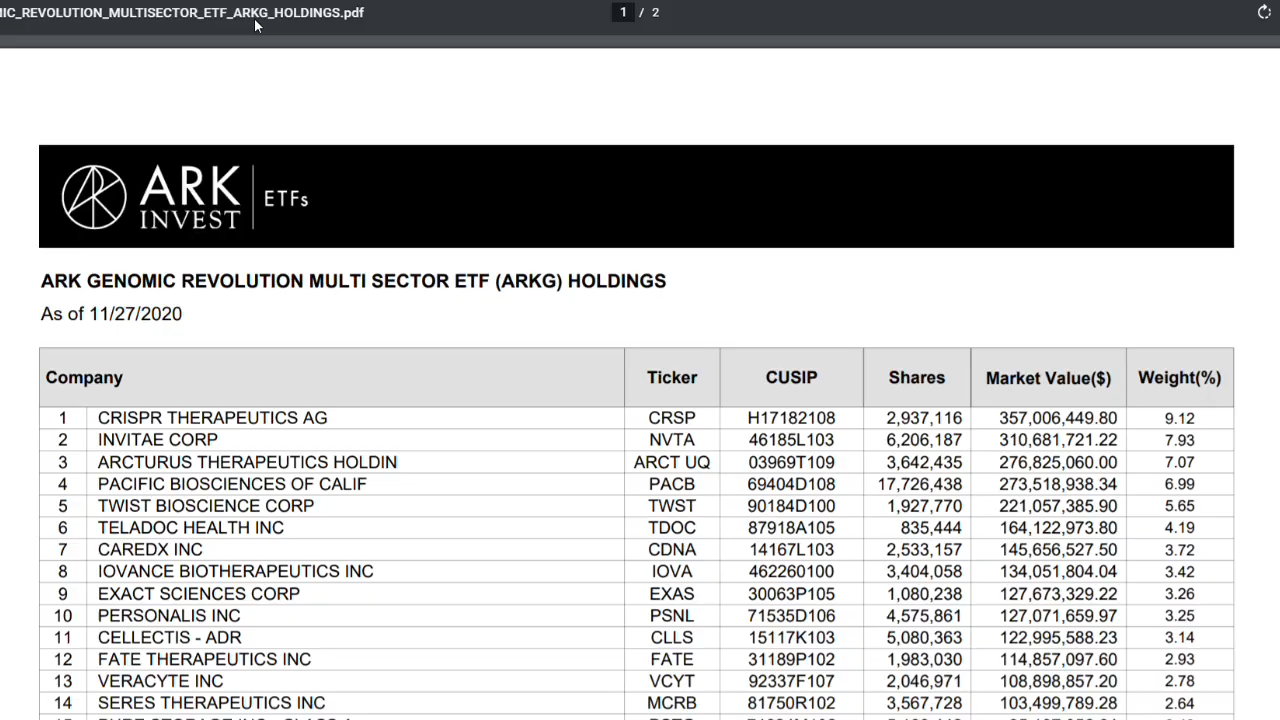 IC_REVOLUTION_MULTISECTOR_ETF_ARKG_HOLDINGS.pdf 1 / 2
ARK INVEST ETFs
ARK GENOMIC REVOLUTION MULTI SECTOR ETF (ARKG) HOLDINGS
As of 11/27/2020
Company Ticker CUSIP Shares Market Value($) Weight(%)
1 CRISPR THERAPEUTICS AG CRSP H17182108 2,937,116 357,006,449.80 9.12
2 INVITAE CORP NVTA 46185L103 6,206,187 310,681,721.22 7.93
3 ARCTURUS THERAPEUTICS HOLDIN ARCT UQ 03969T109 3,642,435 276,825,060.00 7.07
4 PACIFIC BIOSCIENCES OF CALIF PACB 69404D108 17,726,438 273,518,938.34 6.99
5 TWIST BIOSCIENCE CORP TWST 90184D100 1,927,770 221,057,385.90 5.65
6 TELADOC HEALTH INC TDOC 87918A105 835,444 164,122,973.80 4.19
7 CAREDX INC CDNA 14167L103 2,533,157 145,656,527.50 3.72
8 IOVANCE BIOTHERAPEUTICS INC IOVA 462260100 3,404,058 134,051,804.04 3.42
9 EXACT SCIENCES CORP EXAS 30063P105 1,080,238 127,673,329.22 3.26
10 PERSONALIS INC PSNL 71535D106 4,575,861 127,071,659.97 3.25
11 CELLECTIS - ADR CLLS 15117K103 5,080,363 122,995,588.23 3.14
12 FATE THERAPEUTICS INC FATE 31189P102 1,983,030 114,857,097.60 2.93
13 VERACYTE INC VCYT 92337F107 2,046,971 108,898,857.20 2.78
14 SERES THERAPEUTICS INC MCRB 81750R102 3,567,728 103,499,789.28 2.64